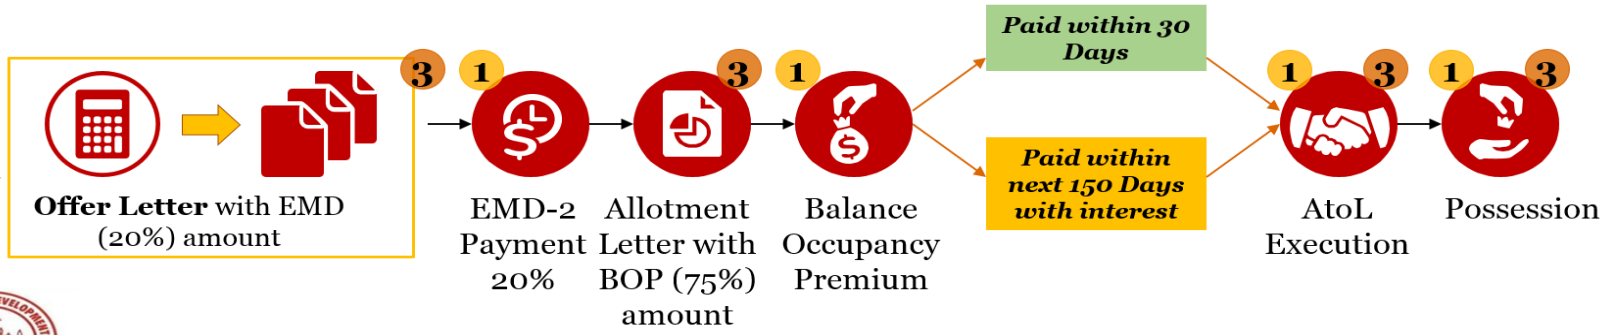 3
Offer Letter with EMD
(20%) amount
1
$
EMD-2
Payment
20%
3
Allotment
Letter with
BOP (75%)
amount
1
$
Balance
Occupancy
Premium
Paid within 30
Days
Paid within
next 150 Days
with interest
1
3
AtoL
Execution
1
3
Possession